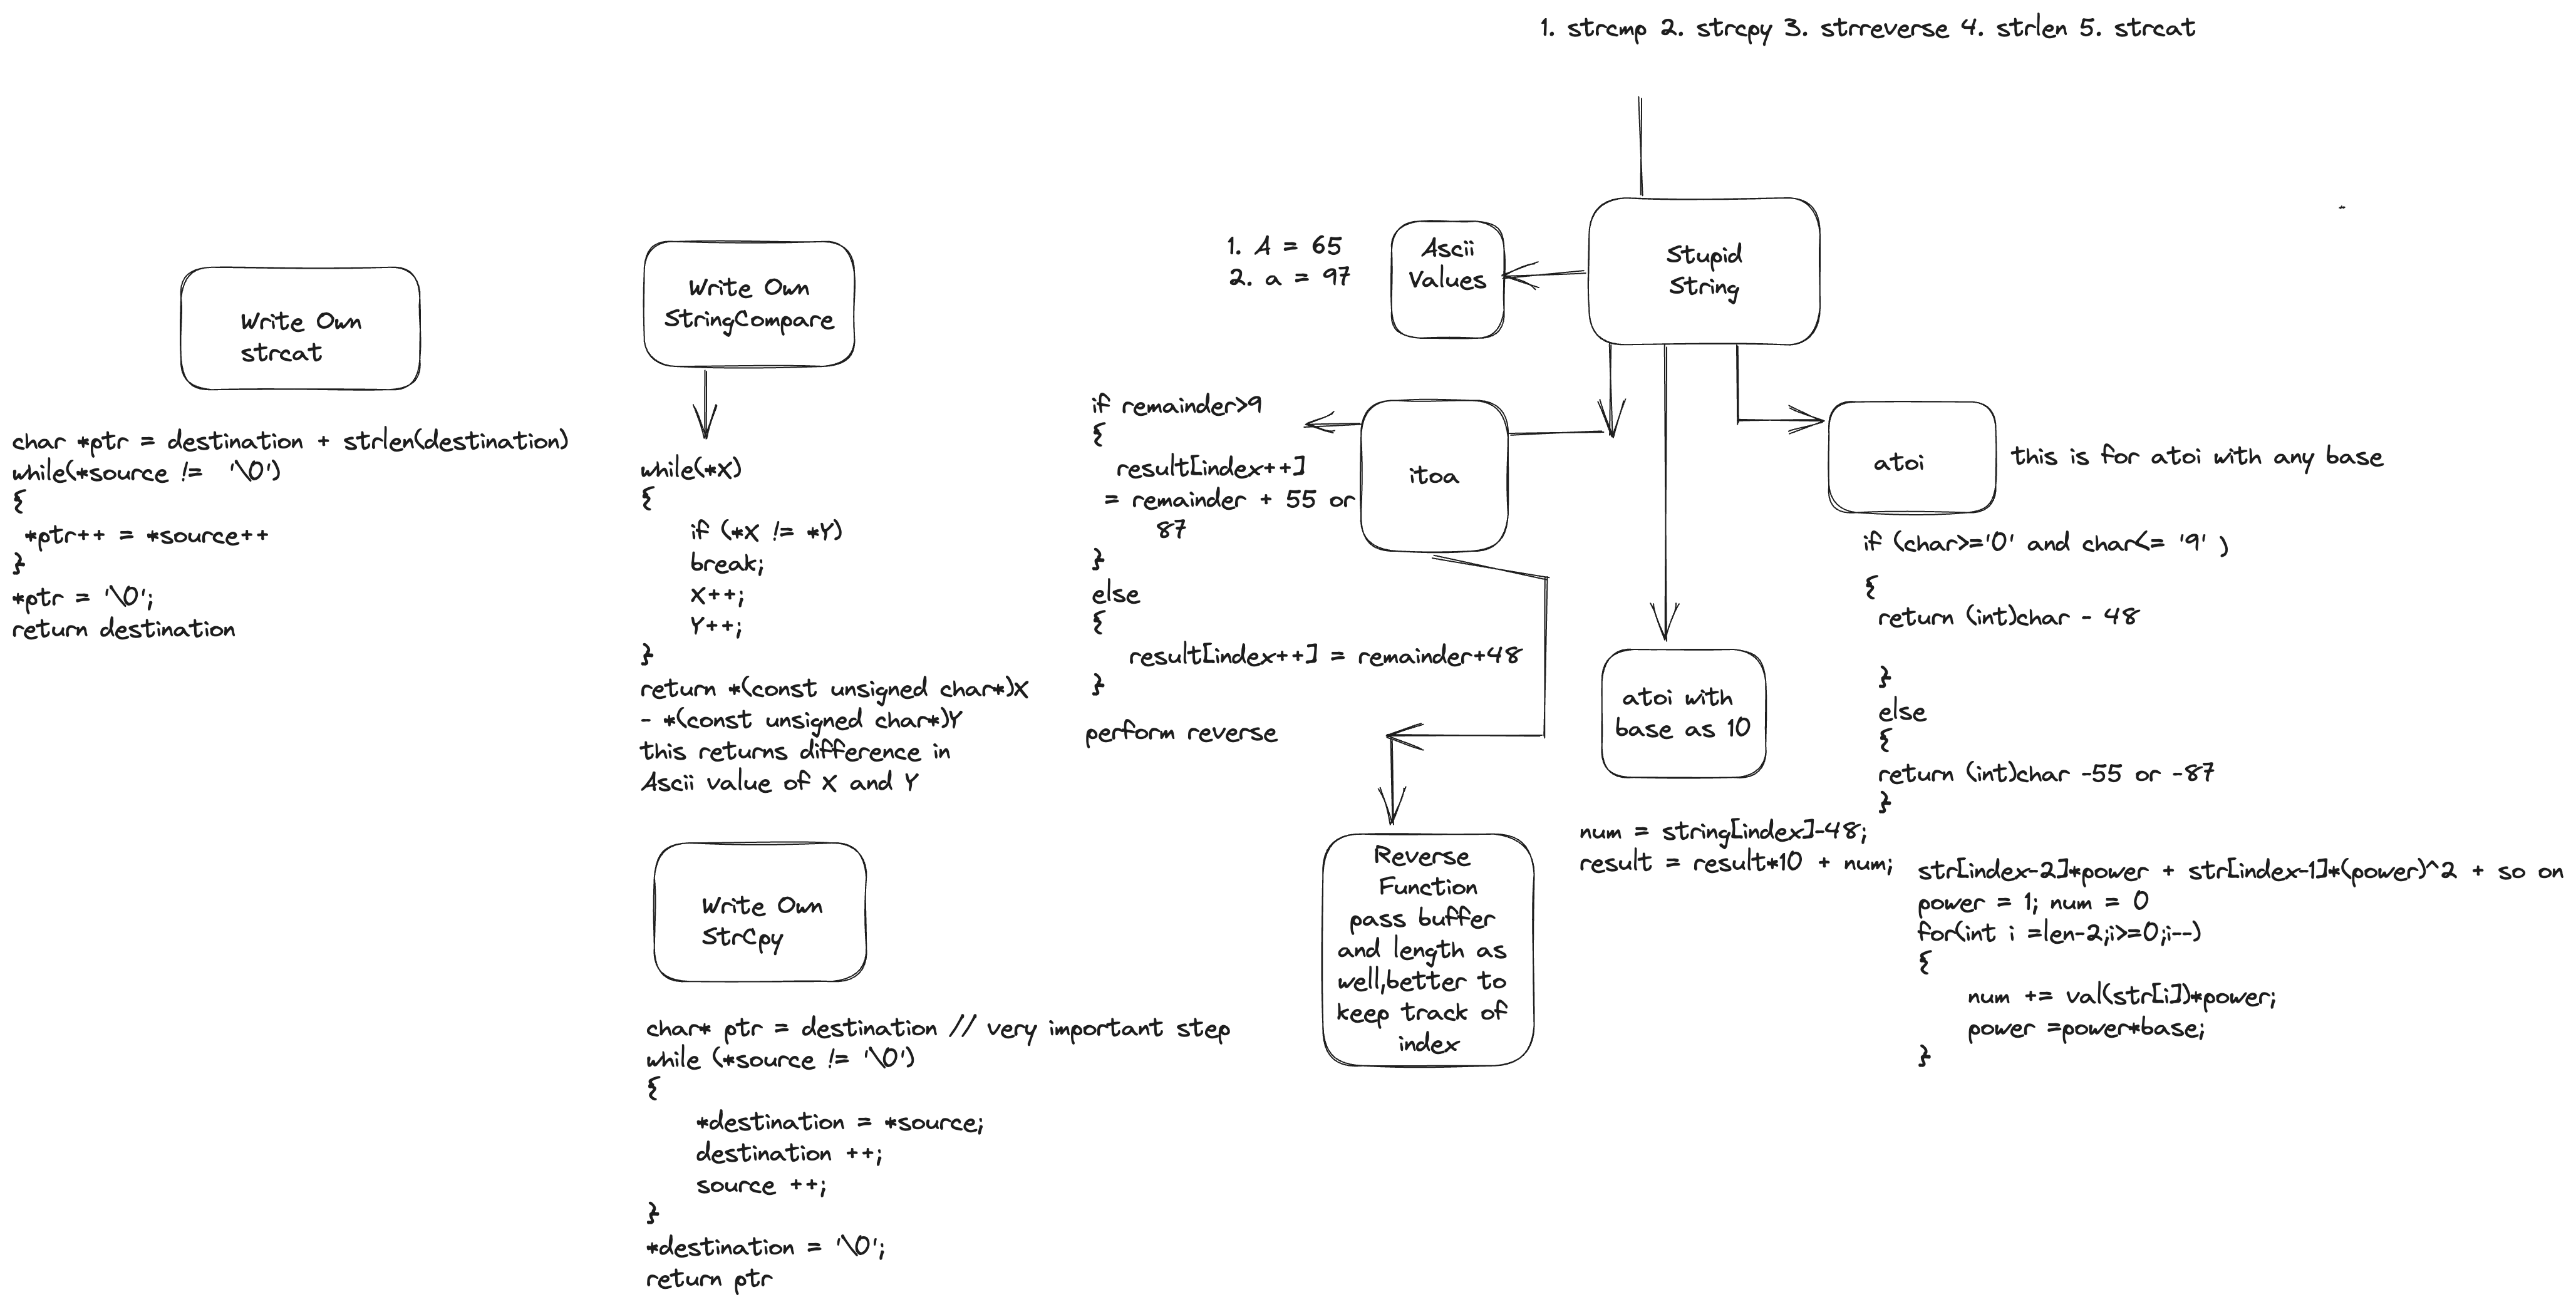 1. strcmp 2. strcpy 3. strreverse 4. strlen 5. strcat
Stupid
String
Ascii
Values
1. A = 65
2. a = 97
Write Own
strcat
char *ptr = destination + strlen(destination)
while(*source !=  '\0')
{
*ptr++ = *source++
}
*ptr = '\0';
return destination
Write Own
StringCompare
while(*X)
{
if (*X != *Y)
break;
X++;
Y++;
}
return *(const unsigned char*)X
- *(const unsigned char*)Y
this returns difference in
Ascii value of X and Y
Write Own
StrCpy
char* ptr = destination // very important step
while (*source != '\0')
{
*destination = *source;
destination ++;
source ++;
}
*destination = '\0';
return ptr
itoa
if remainder>9
{
result[index++]
= remainder + 55 or
87
}
else
{
result[index++] = remainder+48
}
perform reverse
Reverse
Function
pass buffer
and length as
well,better to
keep track of
index
atoi with
base as 10
num = string[index]-48;
result = result*10 + num;
atoi
this is for atoi with any base
if (char>='0' and char<= '9' )
{
return (int)char - 48
}
else
{
return (int)char -55 or -87
}
str[index-2]*power + str[index-1]*(power)^2 + so on
power = 1; num = 0
for(int i =len-2;i>=0;i--)
{
num += val(str[i])*power;
power =power*base;
}